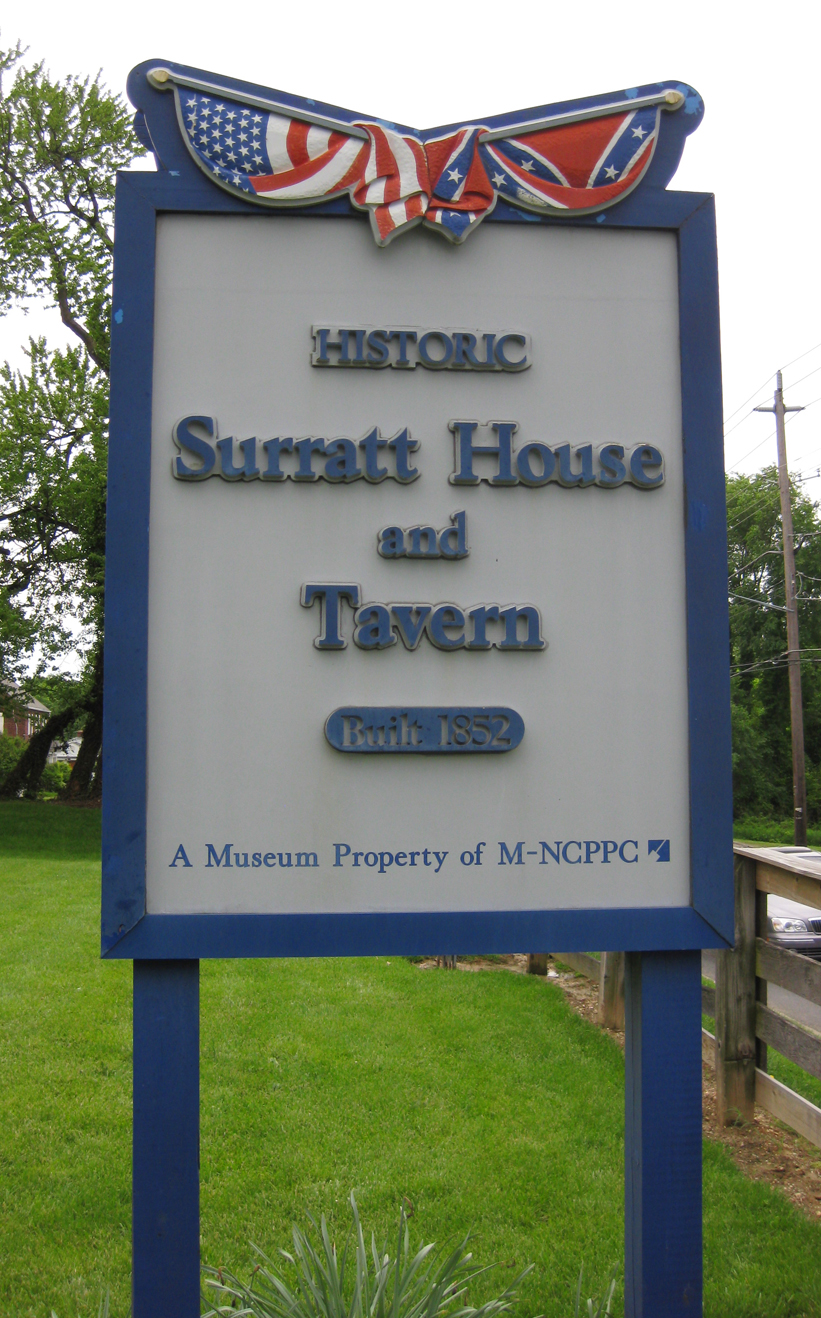 HISTORIC
Surratt House
and
Tavern
Built 1852
A Museum Property of M-NCPPC